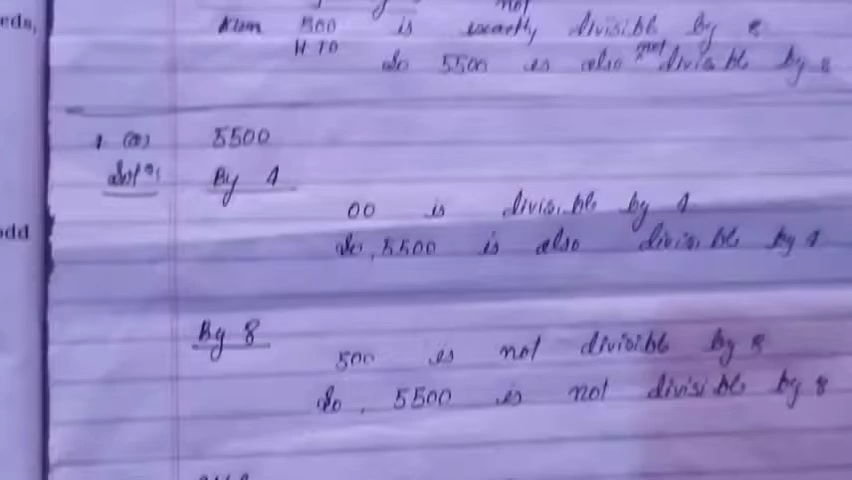 not
500 is exactly divisible by 8
eds,
H T O
So 5500 is also not divisible by 8
1 (a) 5500
Solⁿ: By 4
00 is divisible by 4
odd
So, 5500 is also divisible by 4
By 8
500 is not divisible by 8
So, 5500 is not divisible by 8